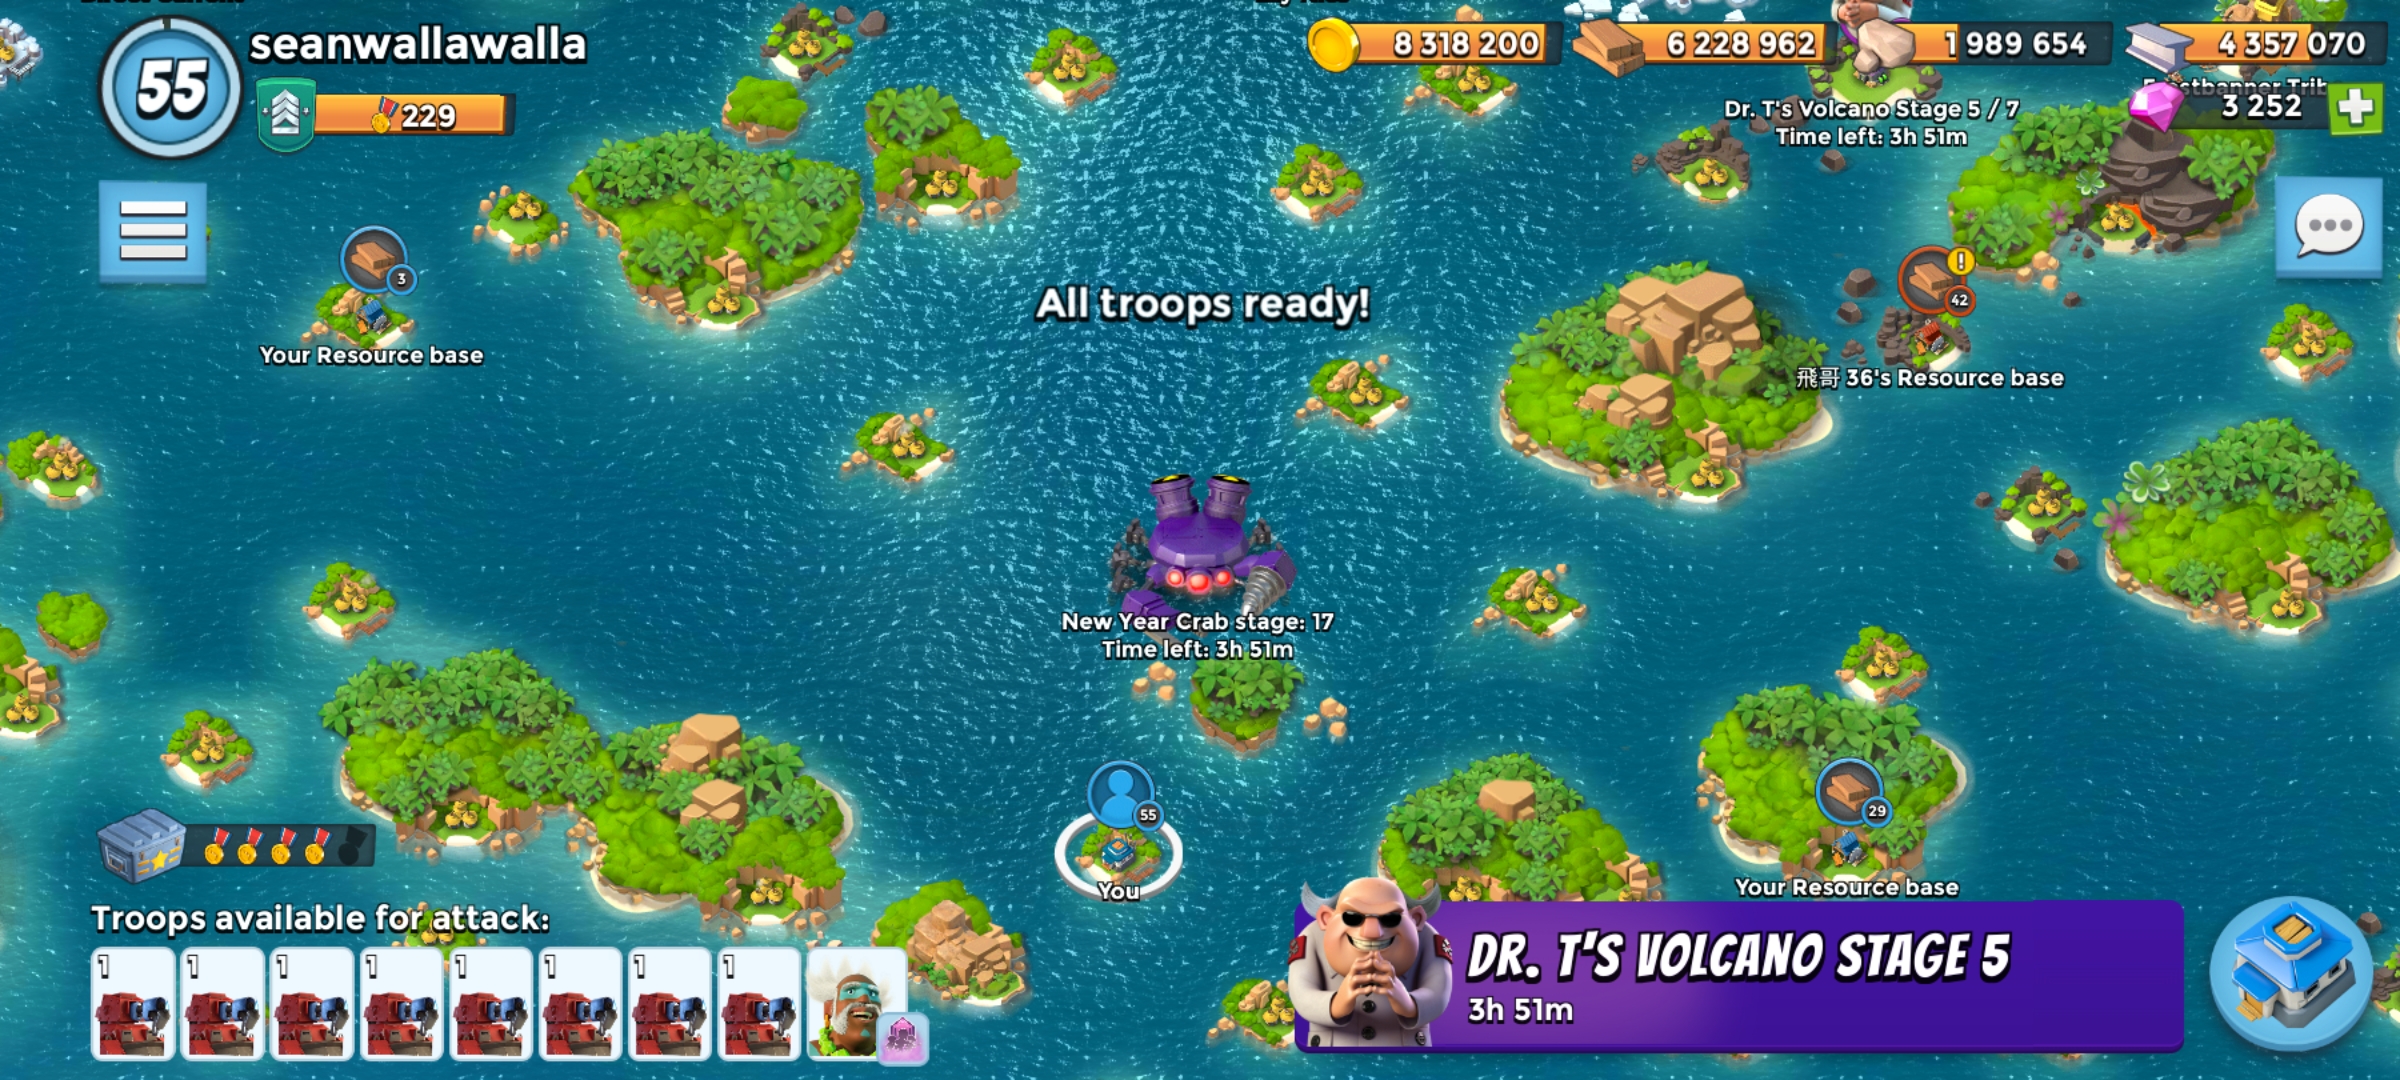 55
seanwallawalla
229
8 318 200
6 228 962
1 989 654
4 357 070
3 252
Dr. T's Volcano Stage 5 / 7
Time left: 3h 51m
3
Your Resource base
All troops ready!
42
飛哥 36's Resource base
New Year Crab stage: 17
Time left: 3h 51m
55
You
29
Your Resource base
Troops available for attack:
1 1 1 1 1 1 1 1
DR. T'S VOLCANO STAGE 5
3h 51m